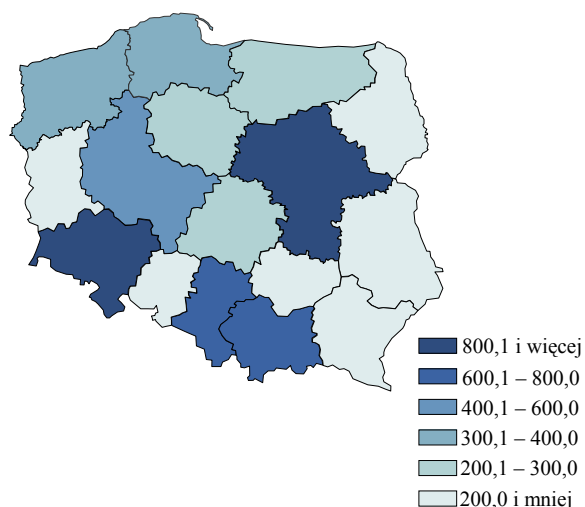 800,1 i więcej
600,1 – 800,0
400,1 – 600,0
300,1 – 400,0
200,1 – 300,0
200,0 i mniej